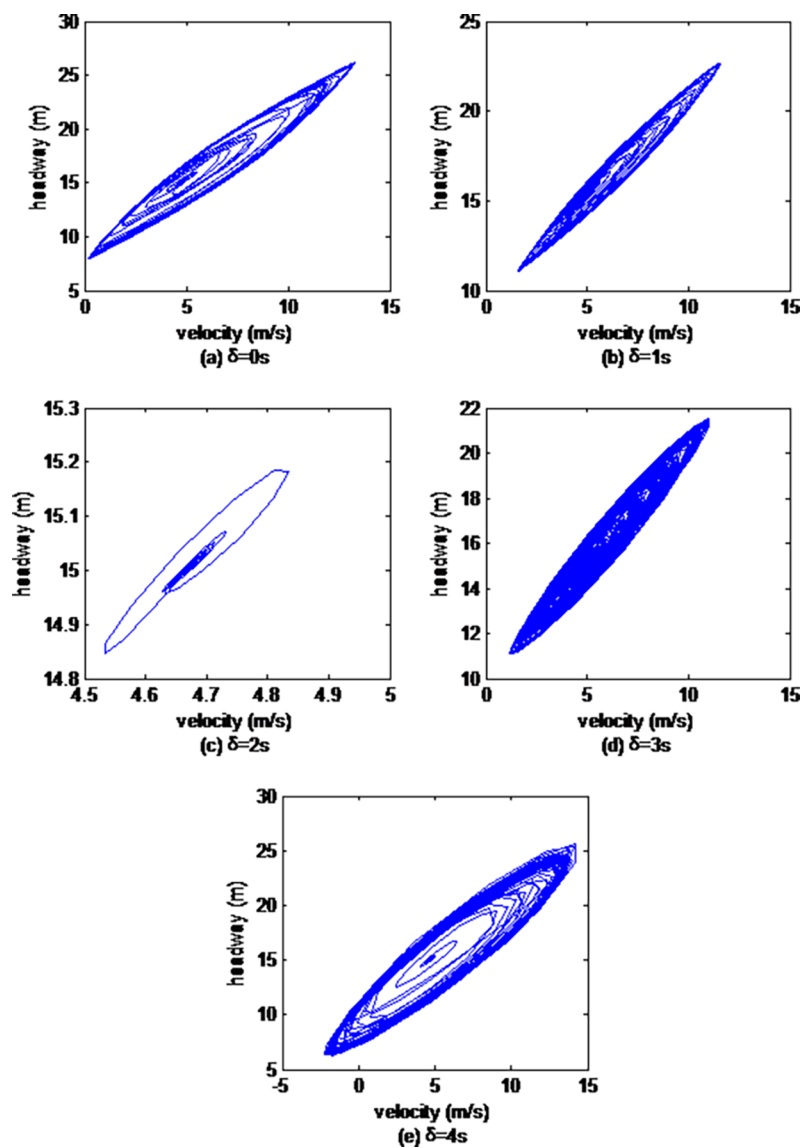 30
25
20
15
10
5
0 5 10 15
headway (m)
velocity (m/s)
(a) δ=0s
25
20
15
10
0 5 10 15
headway (m)
velocity (m/s)
(b) δ=1s
15.3
15.2
15.1
15
14.9
14.8
4.5 4.6 4.7 4.8 4.9 5
headway (m)
velocity (m/s)
(c) δ=2s
22
20
18
16
14
12
10
0 5 10 15
headway (m)
velocity (m/s)
(d) δ=3s
30
25
20
15
10
5
-5 0 5 10 15
headway (m)
velocity (m/s)
(e) δ=4s